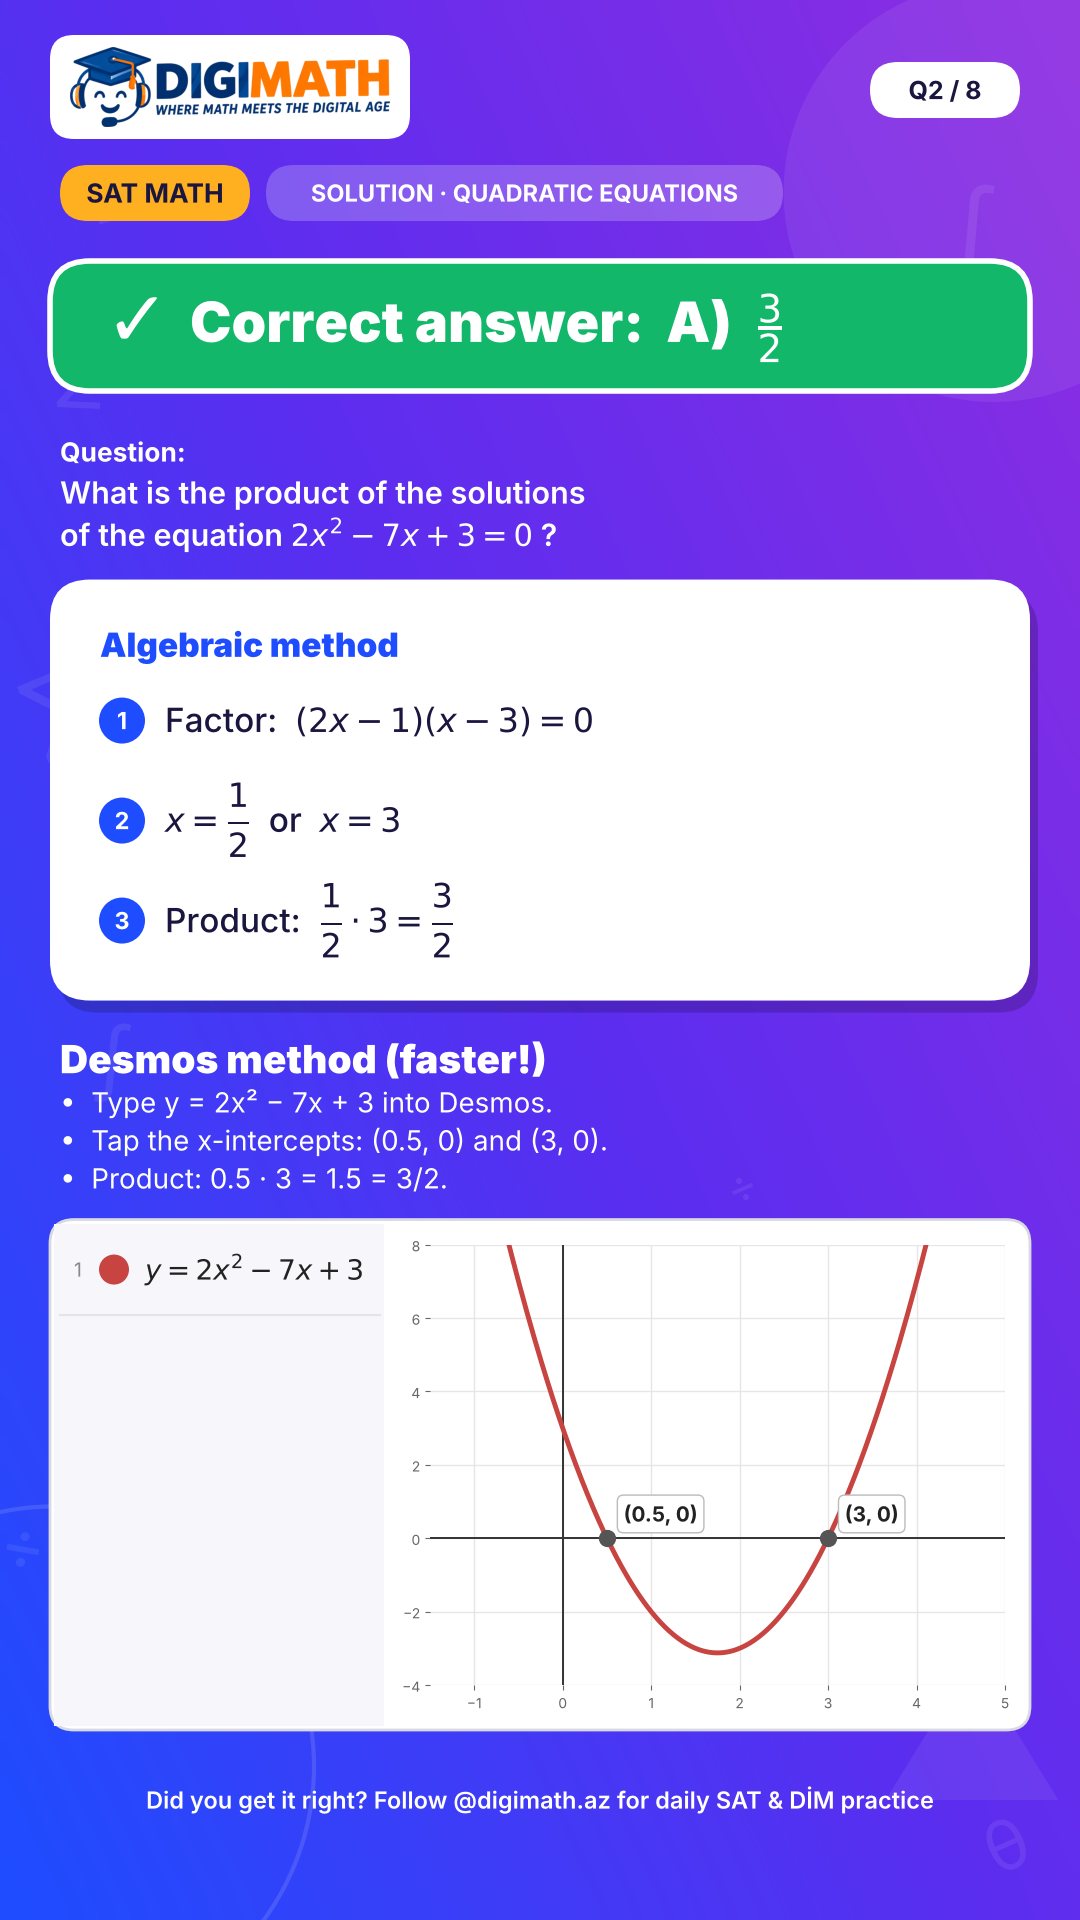 DIGIMATH
WHERE MATH MEETS THE DIGITAL AGE
Q2 / 8
SAT MATH
SOLUTION · QUADRATIC EQUATIONS
✓ Correct answer: A) 3/2
Question:
What is the product of the solutions
of the equation 2x² − 7x + 3 = 0 ?
Algebraic method
1 Factor: (2x − 1)(x − 3) = 0
2 x = 1/2 or x = 3
3 Product: 1/2 · 3 = 3/2
Desmos method (faster!)
• Type y = 2x² − 7x + 3 into Desmos.
• Tap the x-intercepts: (0.5, 0) and (3, 0).
• Product: 0.5 · 3 = 1.5 = 3/2.
1 y = 2x² − 7x + 3
8
6
4
2
0
−2
−4
(0.5, 0) (3, 0)
−1 0 1 2 3 4 5
Did you get it right? Follow @digimath.az for daily SAT & DİM practice